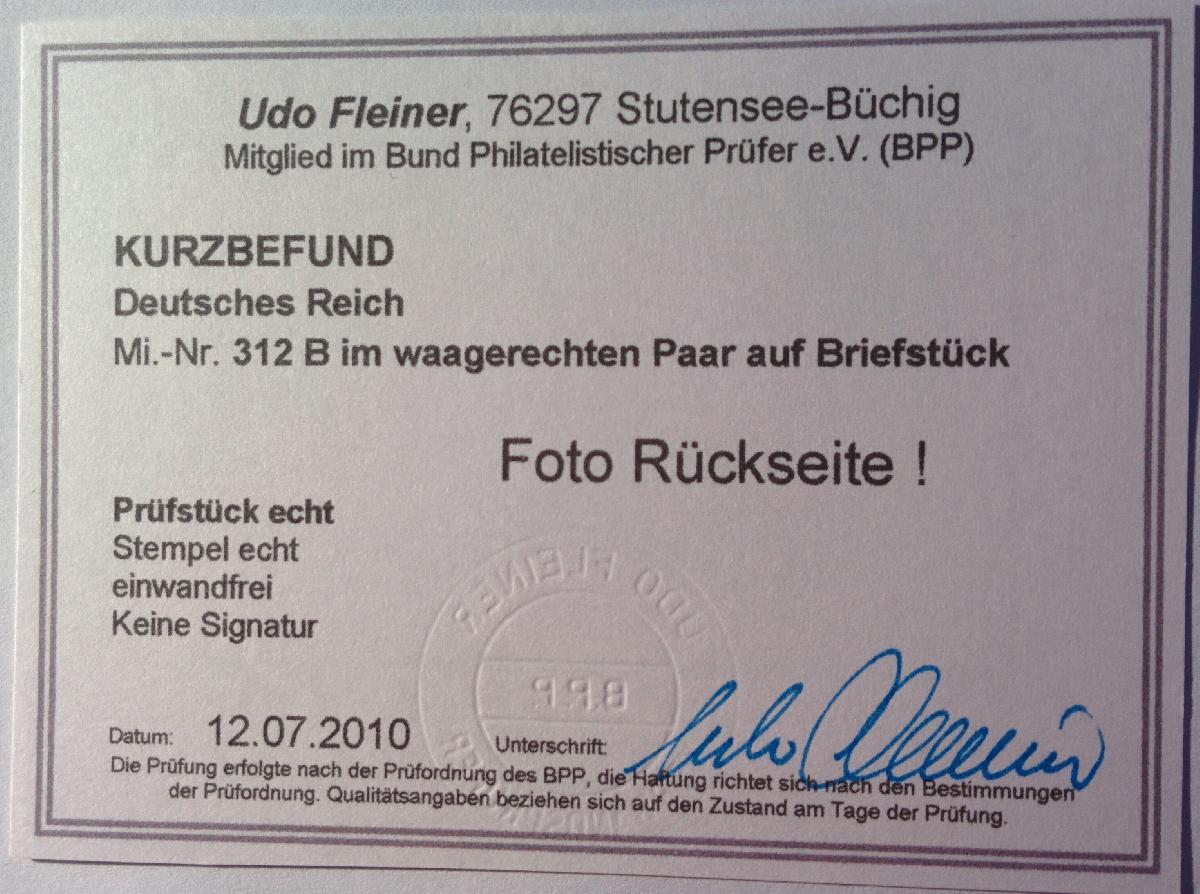 Udo Fleiner, 76297 Stutensee-Büchig
Mitglied im Bund Philatelistischer Prüfer e.V. (BPP)
KURZBEFUND
Deutsches Reich
Mi.-Nr. 312 B im waagerechten Paar auf Briefstück
Foto Rückseite !
Prüfstück echt
Stempel echt
einwandfrei
Keine Signatur
UDO FLEINER
B.P.P.
Datum: 12.07.2010 Unterschrift: Udo Fleiner
Die Prüfung erfolgte nach der Prüfordnung des BPP, die Haftung richtet sich nach den Bestimmungen
der Prüfordnung. Qualitätsangaben beziehen sich auf den Zustand am Tage der Prüfung.